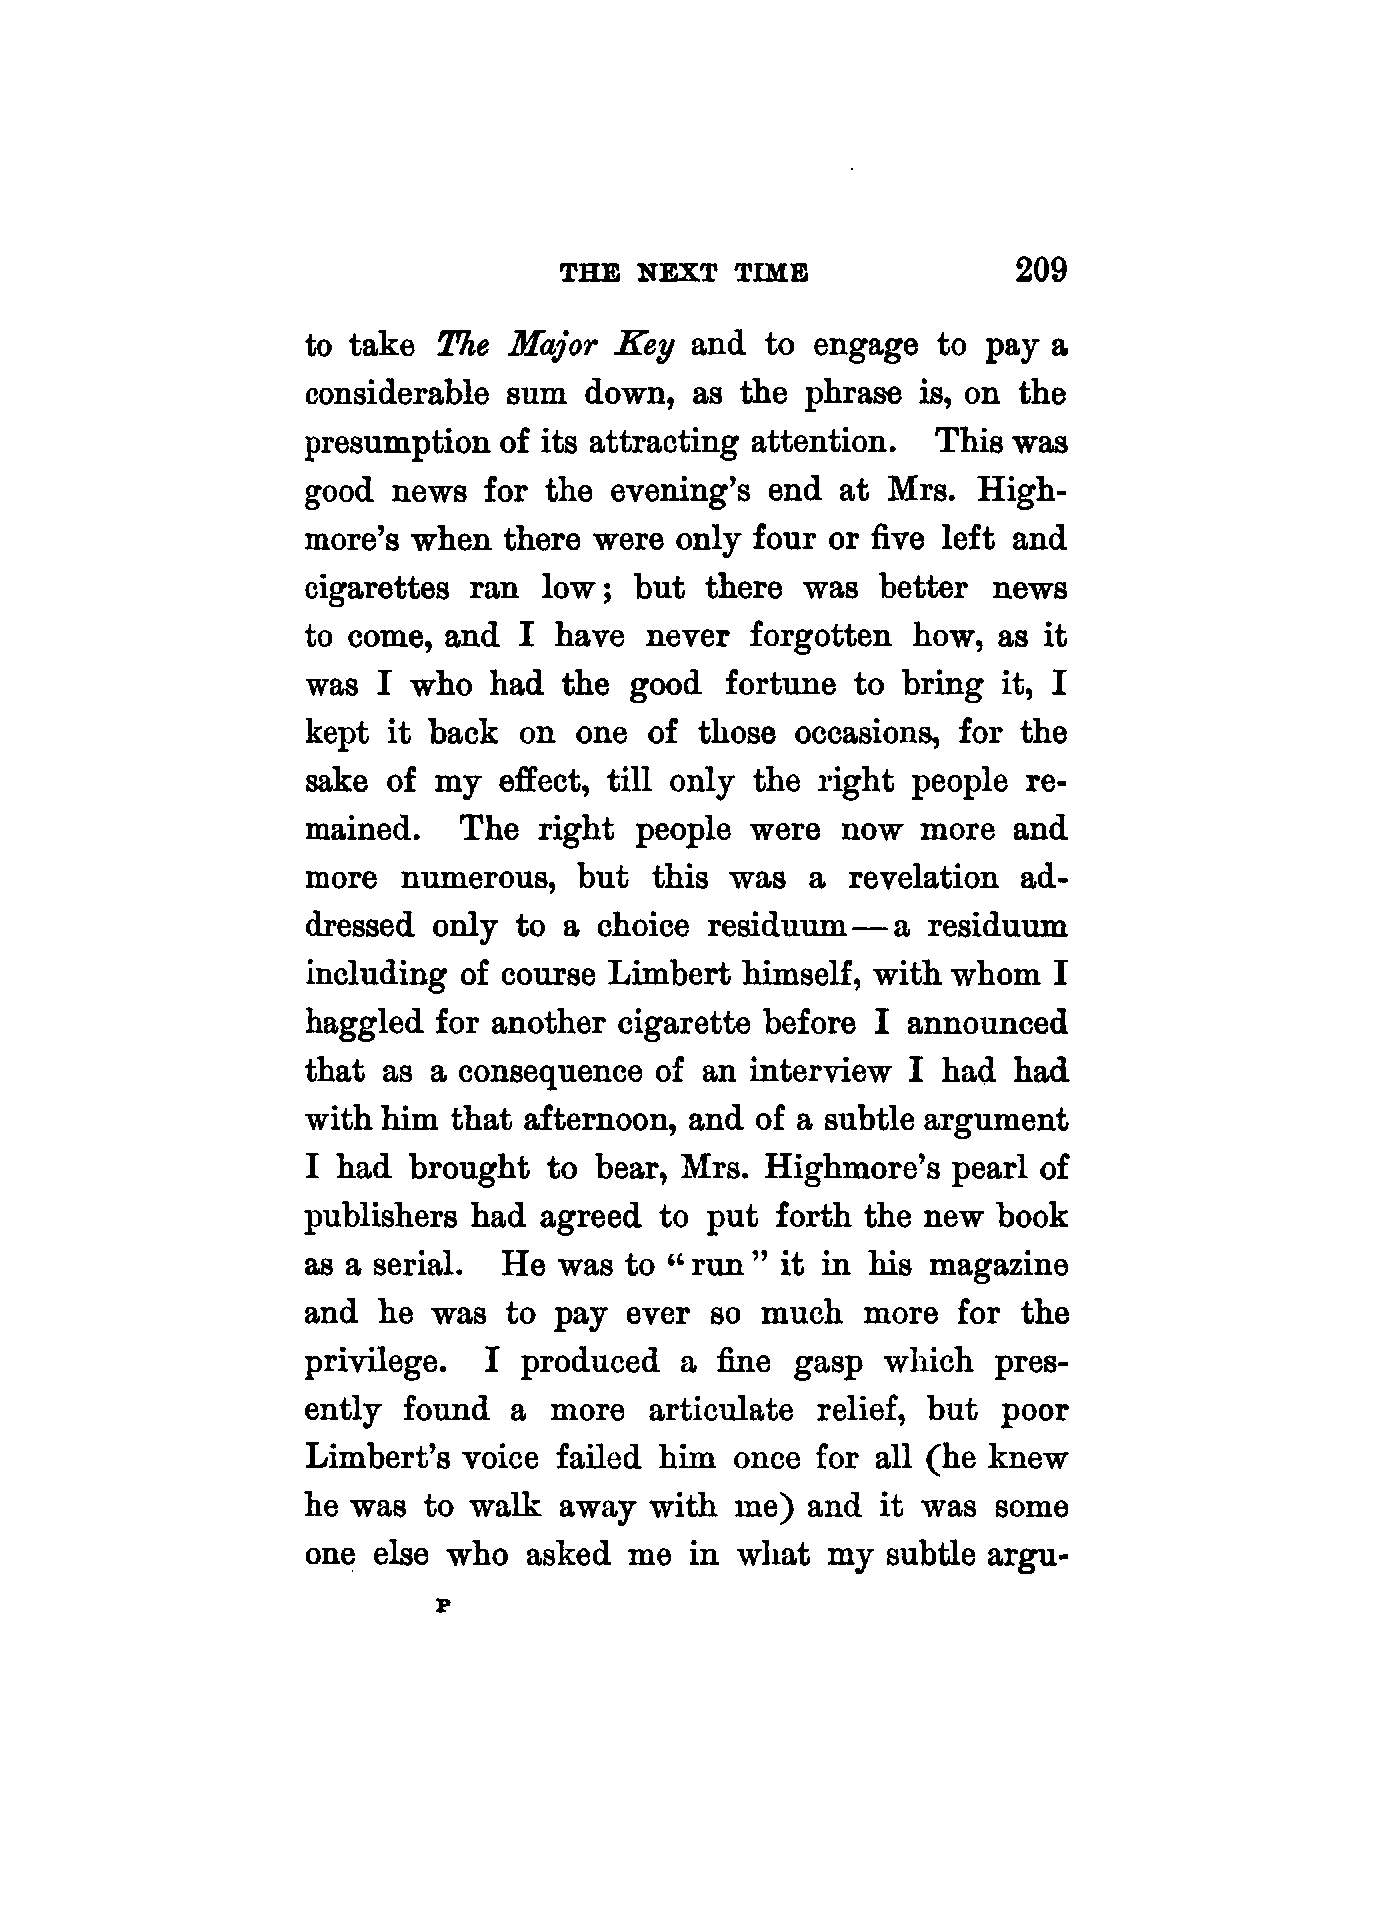 THE NEXT TIME 209
to take The Major Key and to engage to pay a
considerable sum down, as the phrase is, on the
presumption of its attracting attention. This was
good news for the evening's end at Mrs. High-
more's when there were only four or five left and
cigarettes ran low; but there was better news
to come, and I have never forgotten how, as it
was I who had the good fortune to bring it, I
kept it back on one of those occasions, for the
sake of my effect, till only the right people re-
mained. The right people were now more and
more numerous, but this was a revelation ad-
dressed only to a choice residuum—a residuum
including of course Limbert himself, with whom I
haggled for another cigarette before I announced
that as a consequence of an interview I had had
with him that afternoon, and of a subtle argument
I had brought to bear, Mrs. Highmore's pearl of
publishers had agreed to put forth the new book
as a serial. He was to "run" it in his magazine
and he was to pay ever so much more for the
privilege. I produced a fine gasp which pres-
ently found a more articulate relief, but poor
Limbert's voice failed him once for all (he knew
he was to walk away with me) and it was some
one else who asked me in what my subtle argu-
P